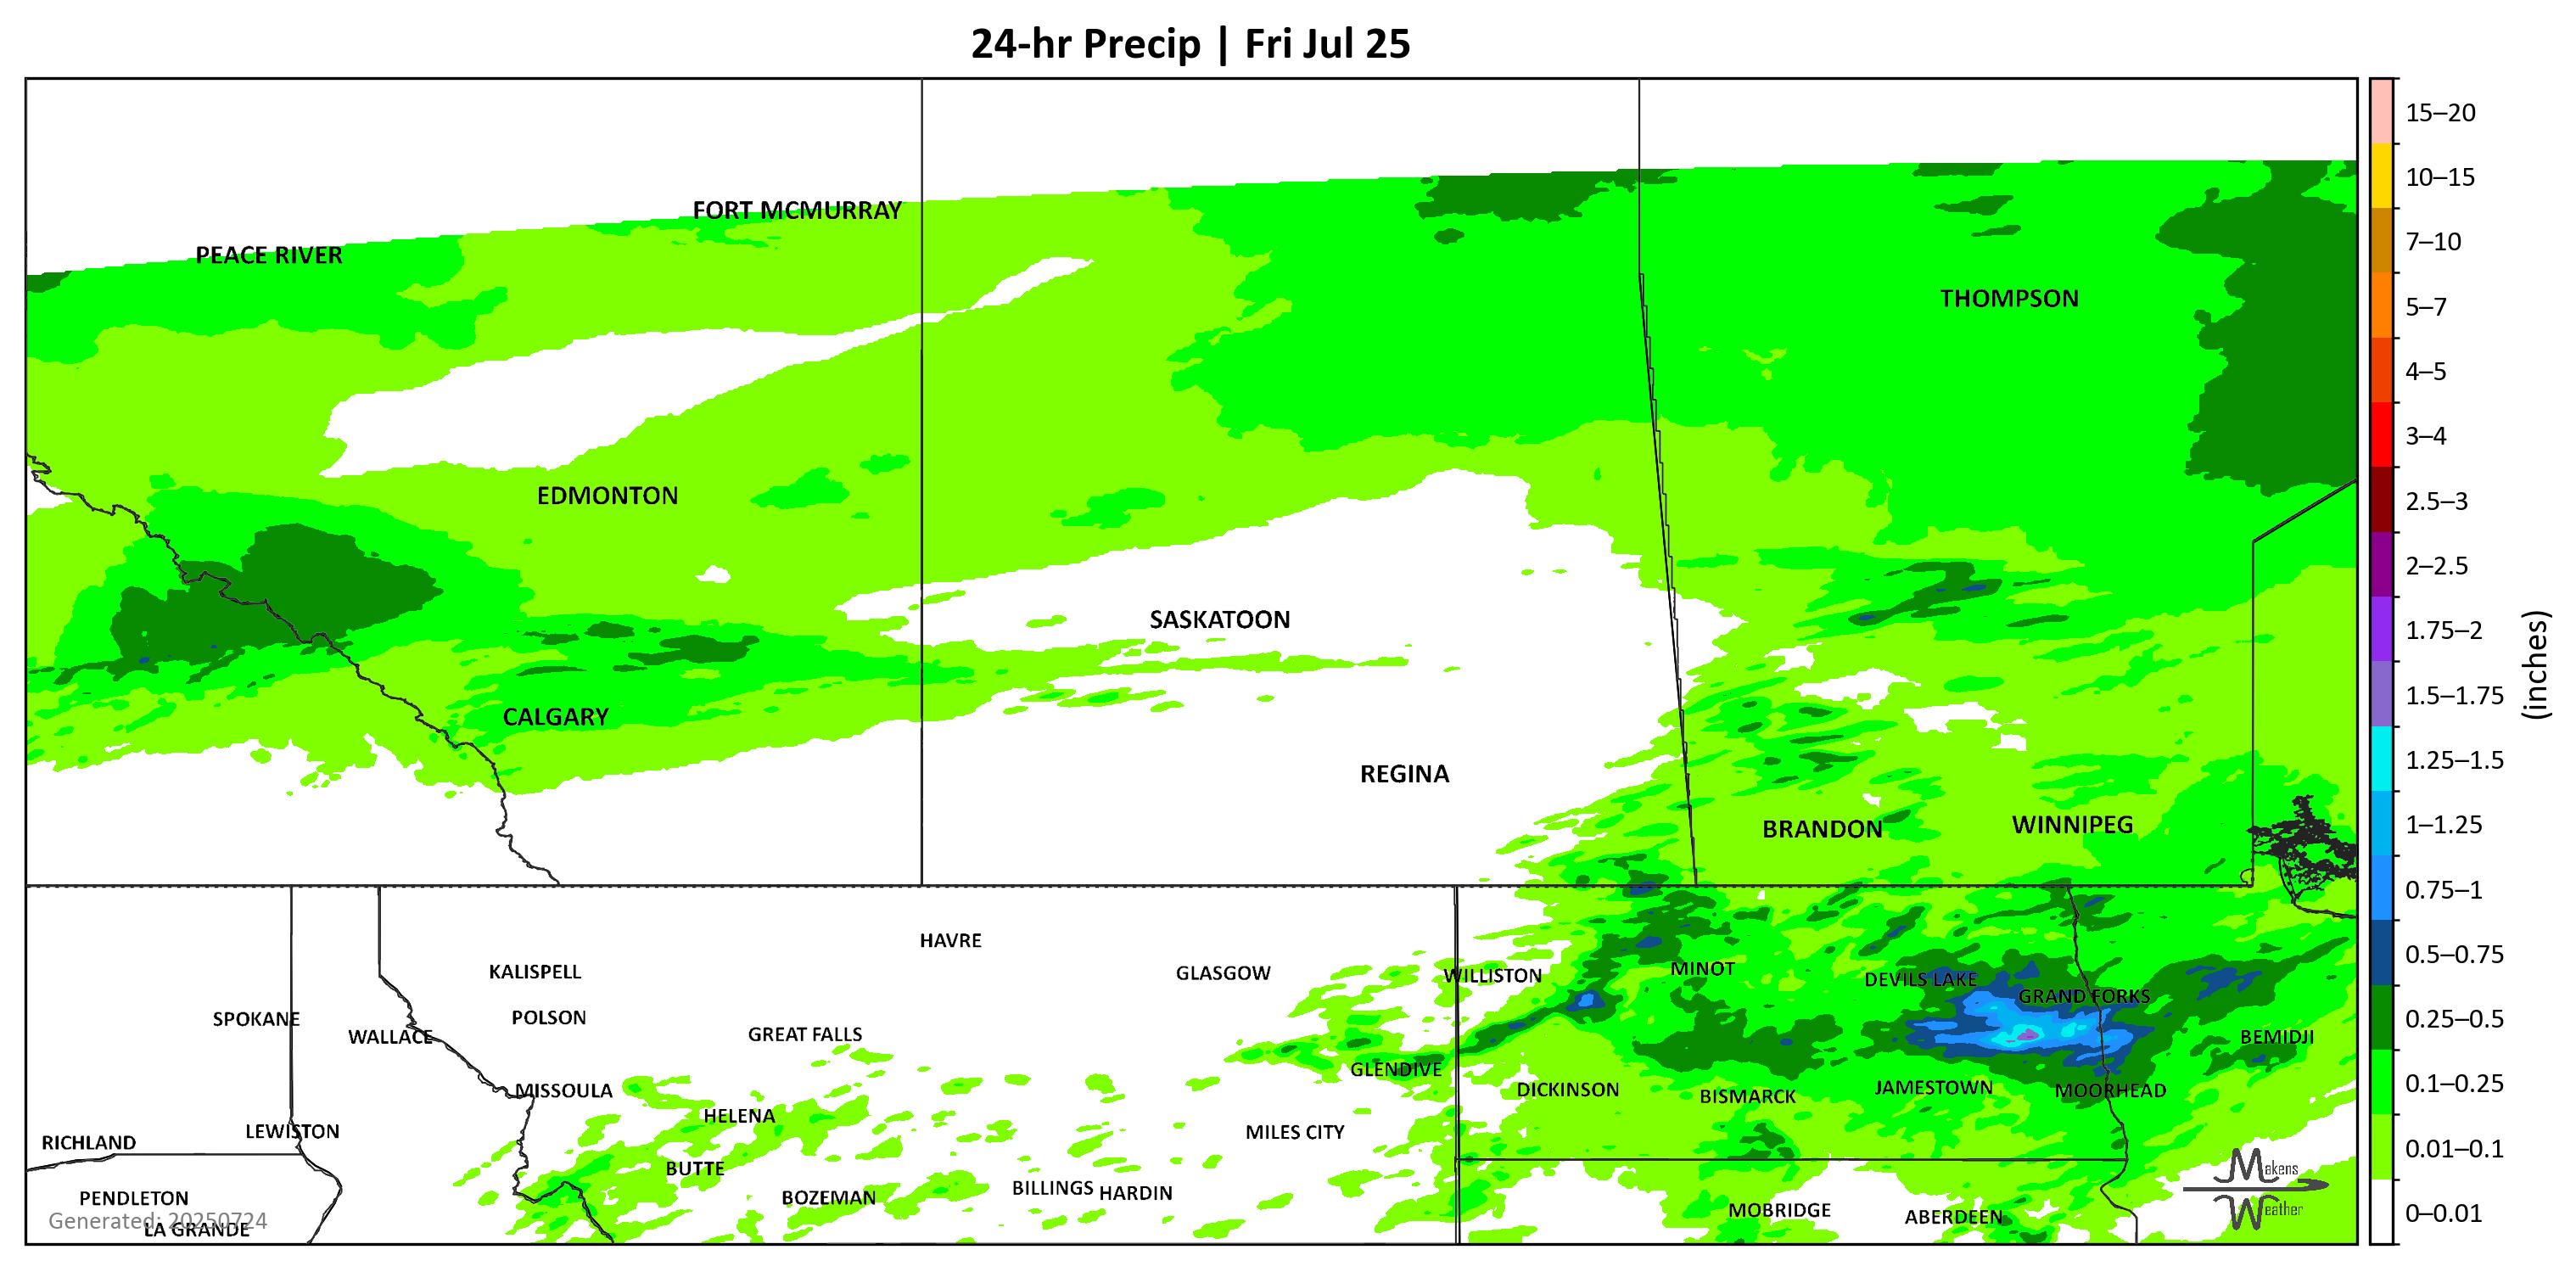 24-hr Precip | Fri Jul 25
FORT MCMURRAY
PEACE RIVER
THOMPSON
EDMONTON
SASKATOON
CALGARY
REGINA
BRANDON
WINNIPEG
HAVRE
KALISPELL
GLASGOW
WILLISTON
MINOT
DEVILS LAKE
GRAND FORKS
SPOKANE
POLSON
WALLACE
GREAT FALLS
BEMIDJI
GLENDIVE
MISSOULA
DICKINSON
BISMARCK
JAMESTOWN
MOORHEAD
HELENA
RICHLAND
LEWISTON
MILES CITY
BUTTE
PENDLETON
BOZEMAN
BILLINGS
HARDIN
MOBRIDGE
ABERDEEN
Generated: 20250724
LA GRANDE
Makens
Weather
15–20
10–15
7–10
5–7
4–5
3–4
2.5–3
2–2.5
1.75–2
1.5–1.75
1.25–1.5
1–1.25
0.75–1
0.5–0.75
0.25–0.5
0.1–0.25
0.01–0.1
0–0.01
(inches)